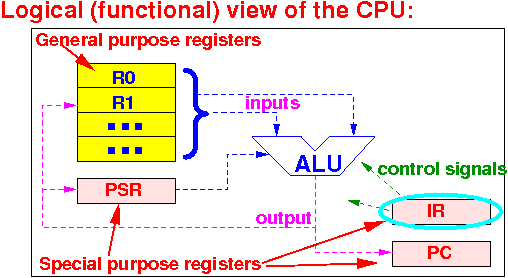 Logical (functional) view of the CPU:
General purpose registers
R0
R1
...
...
inputs
ALU
control signals
PSR
IR
output
PC
Special purpose registers